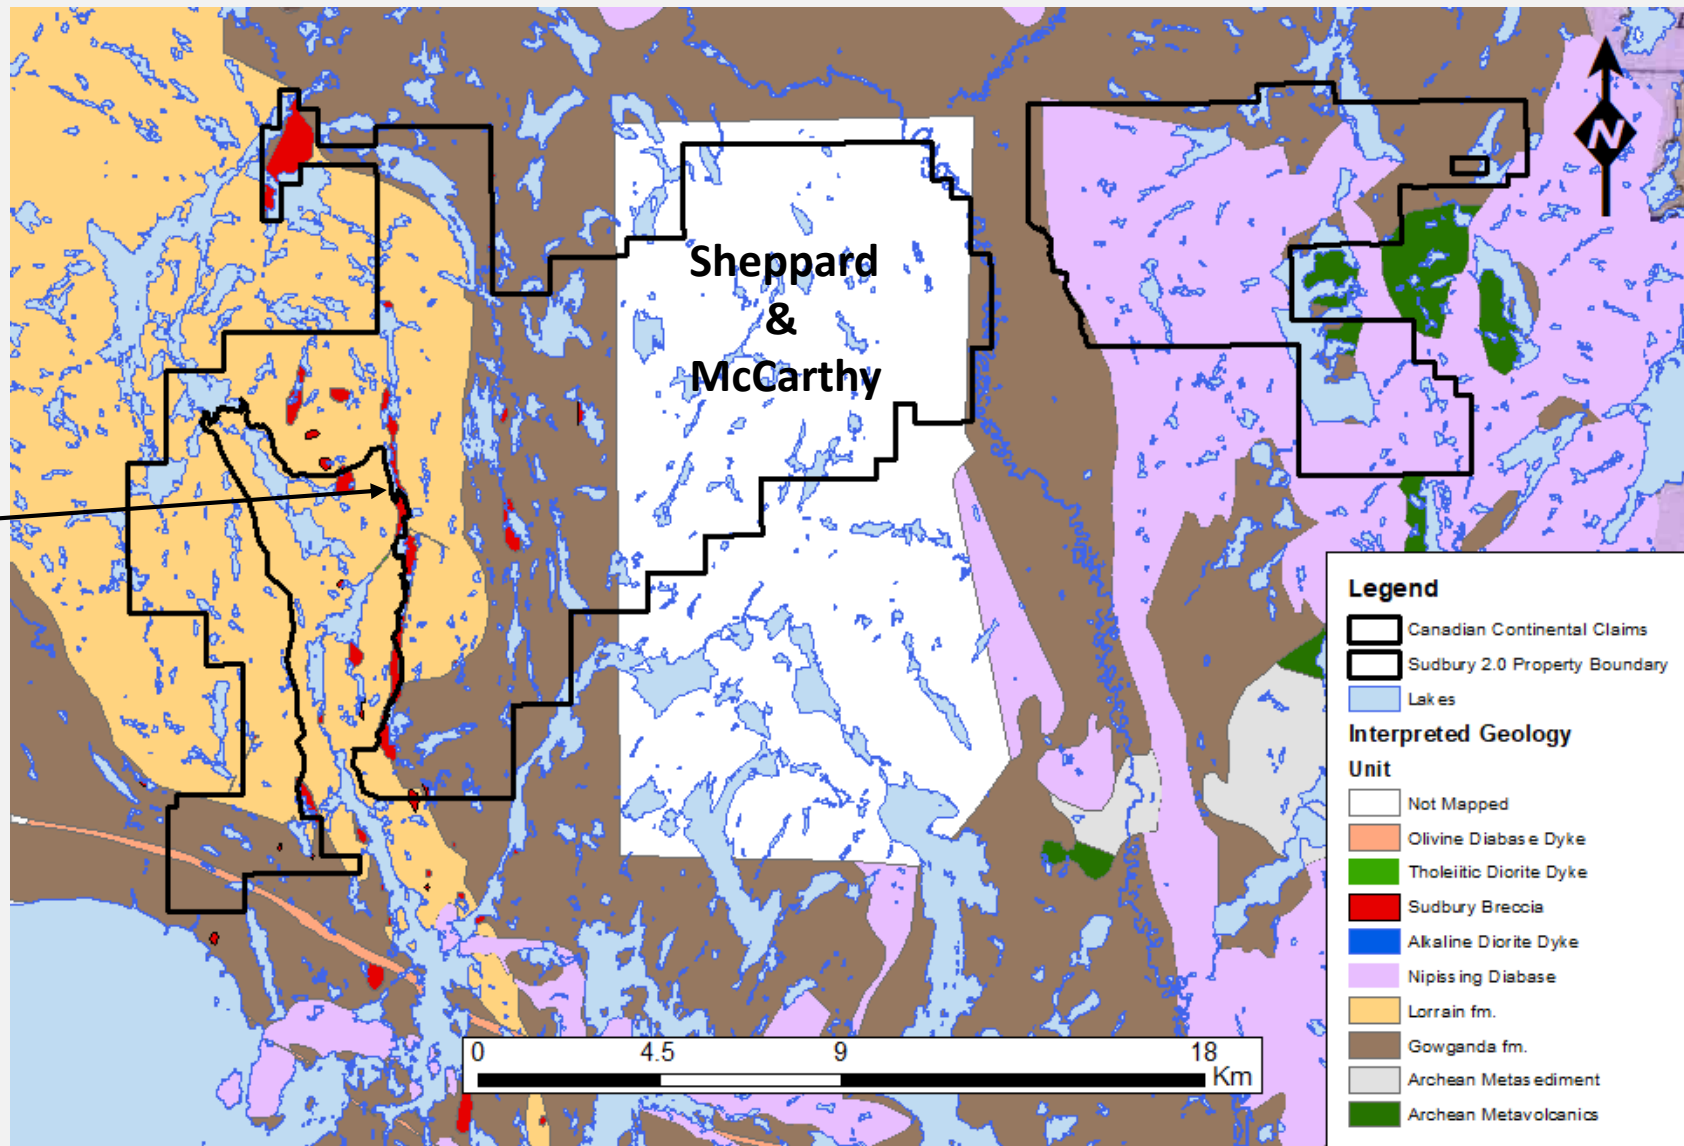 N
Sheppard
&
McCarthy
Legend
Canadian Continental Claims
Sudbury 2.0 Property Boundary
Lakes
Interpreted Geology
Unit
Not Mapped
Olivine Diabase Dyke
Tholeiitic Diorite Dyke
Sudbury Breccia
Alkaline Diorite Dyke
Nipissing Diabase
Lorrain fm.
Gowganda fm.
Archean Metasediment
Archean Metavolcanics
0 4.5 9 18
Km